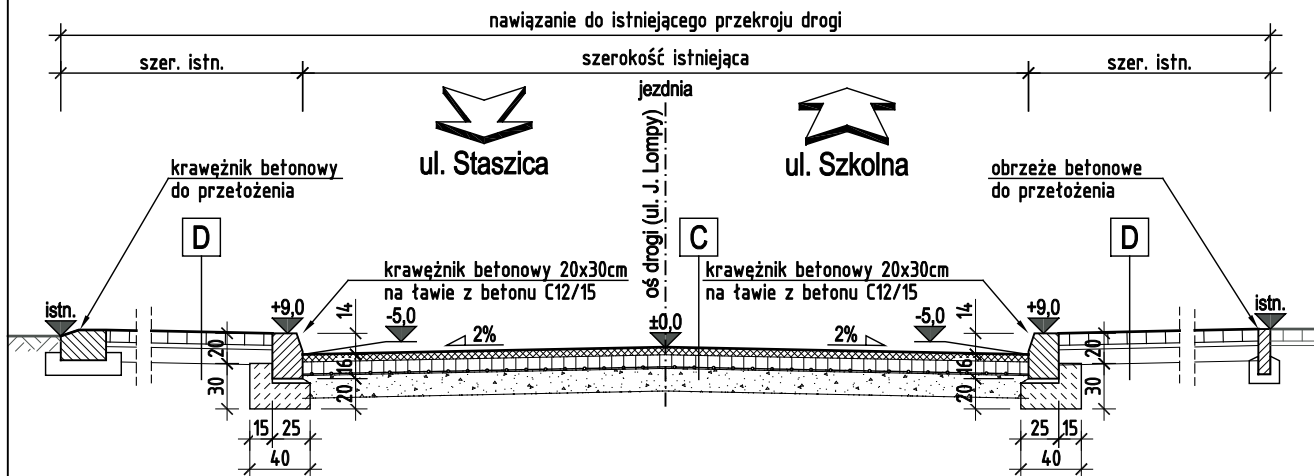 nawiązanie do istniejącego przekroju drogi
szer. istn.
szerokość istniejąca
szer. istn.
jezdnia
ul. Staszica
ul. Szkolna
oś drogi (ul. J. Lompy)
krawężnik betonowy
do przełożenia
obrzeże betonowe
do przełożenia
D
C
D
krawężnik betonowy 20x30cm
na ławie z betonu C12/15
krawężnik betonowy 20x30cm
na ławie z betonu C12/15
istn.
+9,0
14
-5,0
2%
±0,0
2%
-5,0
+9,0
14
istn.
20
16
16
20
30
20
20
30
15
25
25
15
40
40